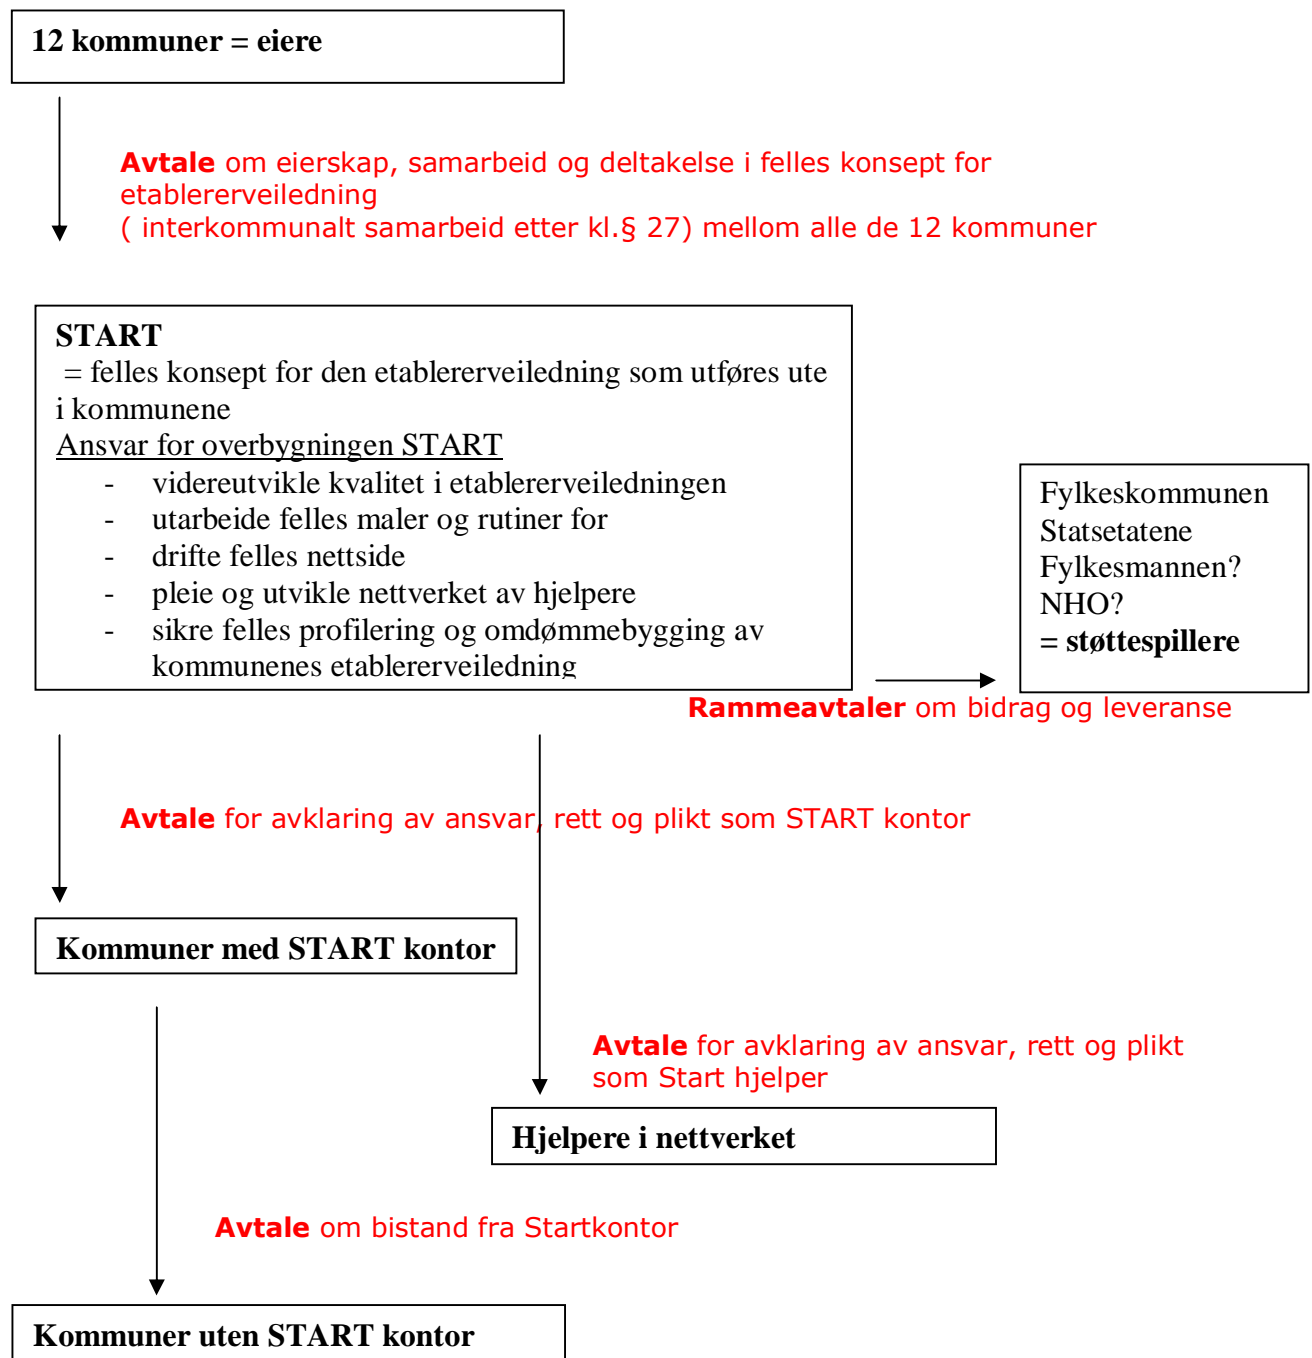 12 kommuner = eiere
Avtale om eierskap, samarbeid og deltakelse i felles konsept for
etablererveiledning
( interkommunalt samarbeid etter kl.§ 27) mellom alle de 12 kommuner
START
= felles konsept for den etablererveiledning som utføres ute
i kommunene
Ansvar for overbygningen START
- videreutvikle kvalitet i etablererveiledningen
- utarbeide felles maler og rutiner for
- drifte felles nettside
- pleie og utvikle nettverket av hjelpere
- sikre felles profilering og omdømmebygging av
kommunenes etablererveiledning
Fylkeskommunen
Statsetatene
Fylkesmannen?
NHO?
= støttespillere
Rammeavtaler om bidrag og leveranse
Avtale for avklaring av ansvar, rett og plikt som START kontor
Kommuner med START kontor
Avtale for avklaring av ansvar, rett og plikt
som Start hjelper
Hjelpere i nettverket
Avtale om bistand fra Startkontor
Kommuner uten START kontor